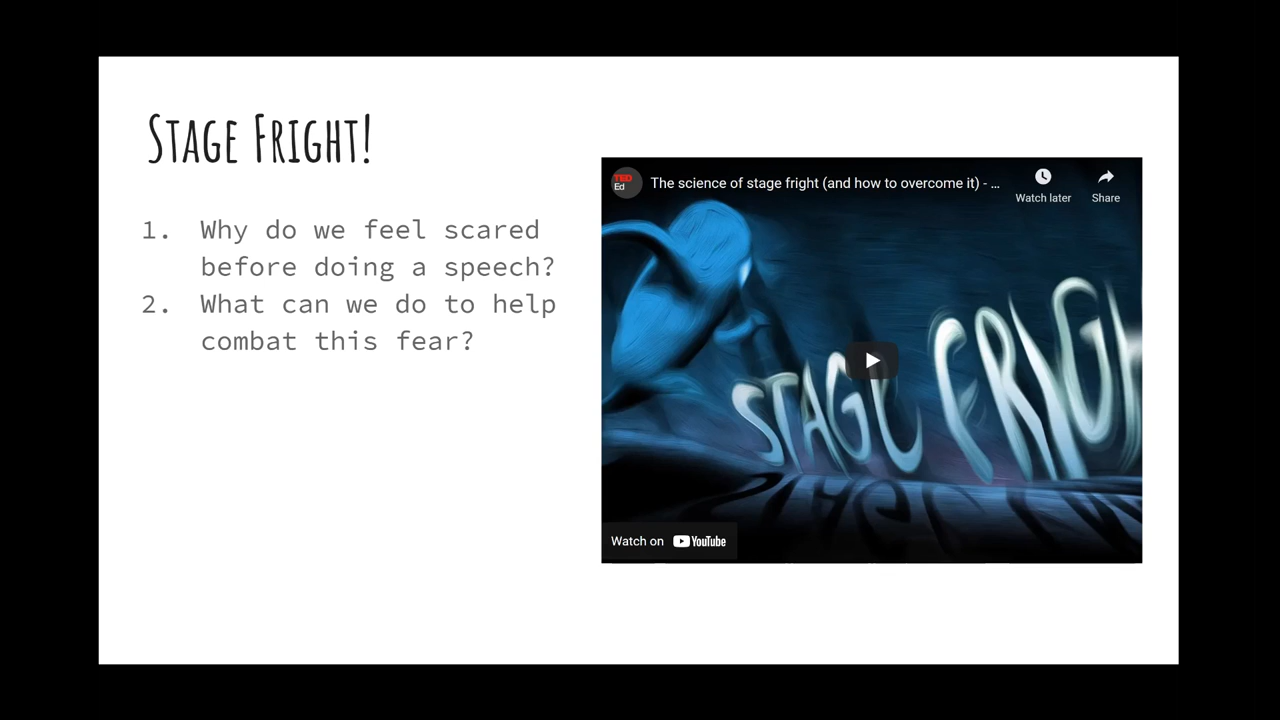 Stage Fright!
1. Why do we feel scared
before doing a speech?
2. What can we do to help
combat this fear?
TED
Ed
The science of stage fright (and how to overcome it) - ...
Watch later
Share
STAGE FRIGH
Watch on YouTube